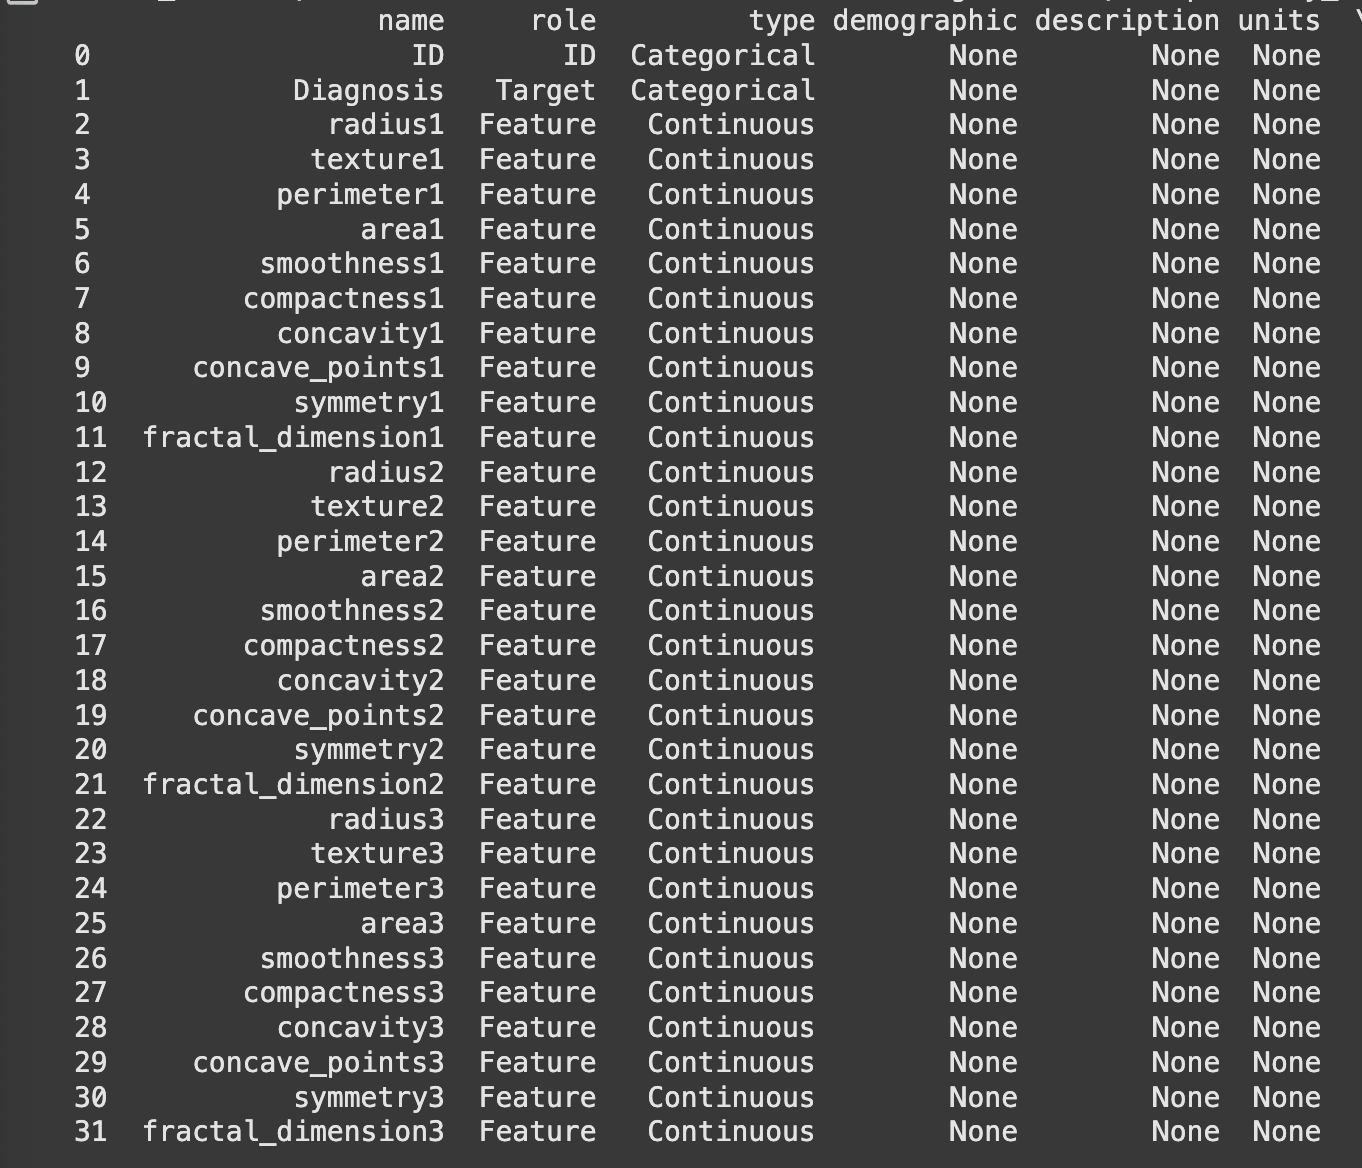 name role type demographic description units \
0 ID ID Categorical None None None
1 Diagnosis Target Categorical None None None
2 radius1 Feature Continuous None None None
3 texture1 Feature Continuous None None None
4 perimeter1 Feature Continuous None None None
5 area1 Feature Continuous None None None
6 smoothness1 Feature Continuous None None None
7 compactness1 Feature Continuous None None None
8 concavity1 Feature Continuous None None None
9 concave_points1 Feature Continuous None None None
10 symmetry1 Feature Continuous None None None
11 fractal_dimension1 Feature Continuous None None None
12 radius2 Feature Continuous None None None
13 texture2 Feature Continuous None None None
14 perimeter2 Feature Continuous None None None
15 area2 Feature Continuous None None None
16 smoothness2 Feature Continuous None None None
17 compactness2 Feature Continuous None None None
18 concavity2 Feature Continuous None None None
19 concave_points2 Feature Continuous None None None
20 symmetry2 Feature Continuous None None None
21 fractal_dimension2 Feature Continuous None None None
22 radius3 Feature Continuous None None None
23 texture3 Feature Continuous None None None
24 perimeter3 Feature Continuous None None None
25 area3 Feature Continuous None None None
26 smoothness3 Feature Continuous None None None
27 compactness3 Feature Continuous None None None
28 concavity3 Feature Continuous None None None
29 concave_points3 Feature Continuous None None None
30 symmetry3 Feature Continuous None None None
31 fractal_dimension3 Feature Continuous None None None